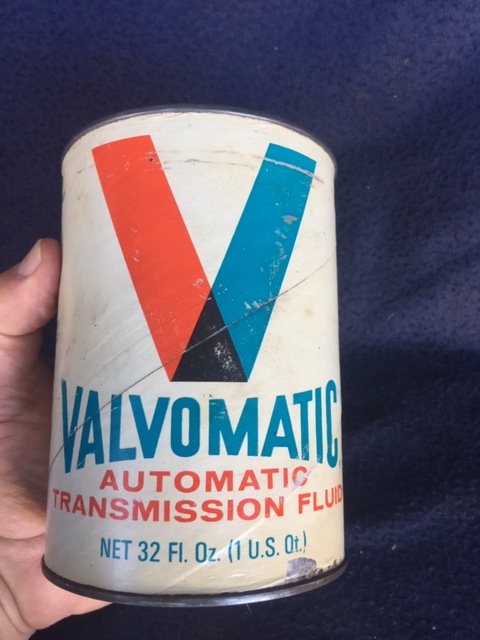 V
VALVOMATIC
AUTOMATIC
TRANSMISSION FLUID
NET 32 Fl. Oz. (1 U.S. Qt.)